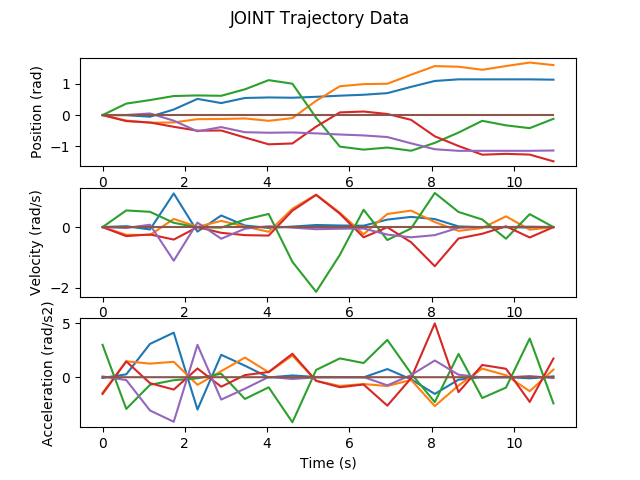 JOINT Trajectory Data
Position (rad)
1
0
−1
0 2 4 6 8 10
Velocity (rad/s)
0
−2
0 2 4 6 8 10
Acceleration (rad/s2)
5
0
0 2 4 6 8 10
Time (s)